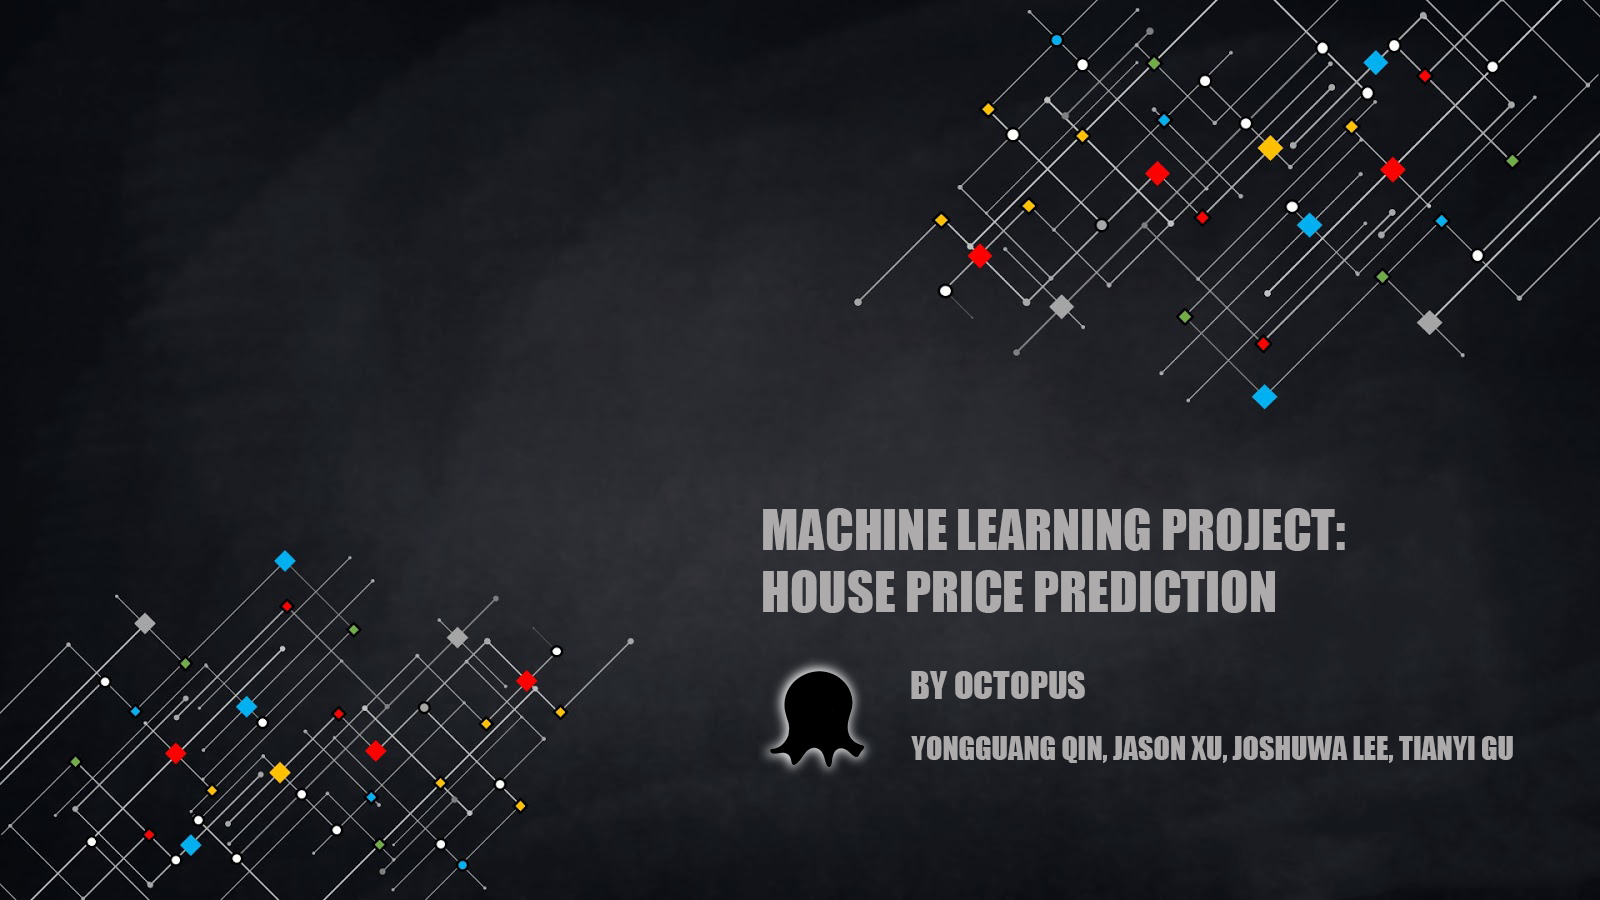 MACHINE LEARNING PROJECT:
HOUSE PRICE PREDICTION
BY OCTOPUS
YONGGUANG QIN, JASON XU, JOSHUWA LEE, TIANYI GU